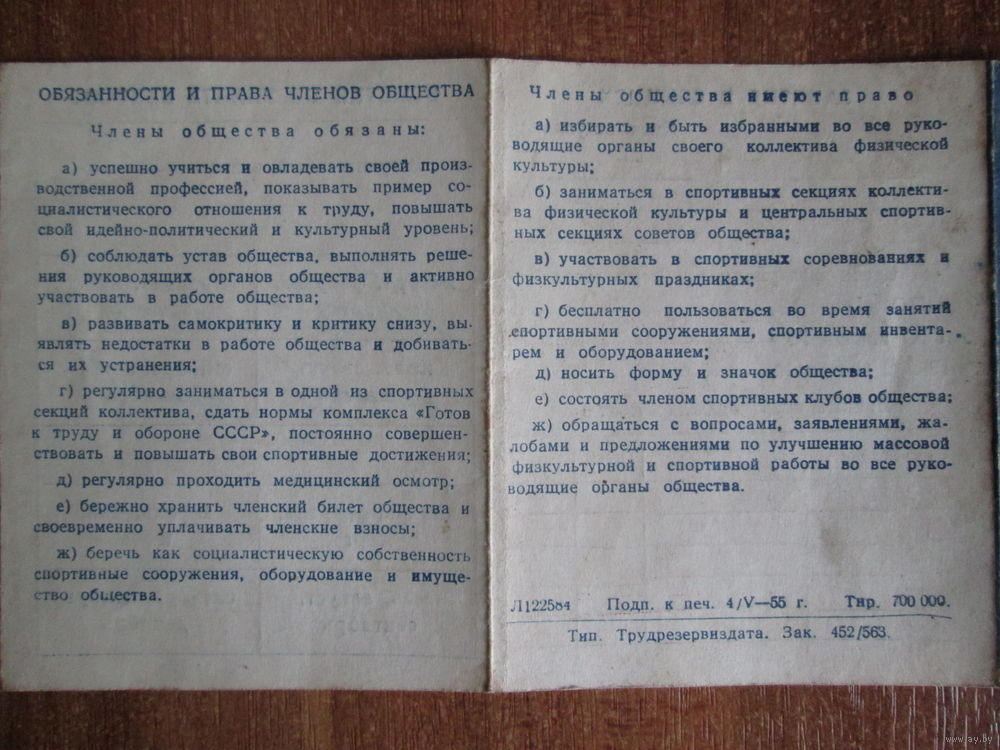 ОБЯЗАННОСТИ И ПРАВА ЧЛЕНОВ ОБЩЕСТВА
Члены общества обязаны:
а) успешно учиться и овладевать своей произ-
водственной профессией, показывать пример со-
циалистического отношения к труду, повышать
свой идейно-политический и культурный уровень;
б) соблюдать устав общества, выполнять реше-
ния руководящих органов общества и активно
участвовать в работе общества;
в) развивать самокритику и критику снизу, вы-
являть недостатки в работе общества и добивать-
ся их устранения;
г) регулярно заниматься в одной из спортивных
секций коллектива, сдать нормы комплекса «Готов
к труду и обороне СССР», постоянно совершен-
ствовать и повышать свои спортивные достижения;
д) регулярно проходить медицинский осмотр;
е) бережно хранить членский билет общества и
своевременно уплачивать членские взносы;
ж) беречь как социалистическую собственность
спортивные сооружения, оборудование и имуще-
ство общества.
Члены общества имеют право
а) избирать и быть избранными во все руко-
водящие органы своего коллектива физической
культуры;
б) заниматься в спортивных секциях коллекти-
ва физической культуры и центральных спортив-
ных секциях советов общества;
в) участвовать в спортивных соревнованиях и
физкультурных праздниках;
г) бесплатно пользоваться во время занятий
спортивными сооружениями, спортивным инвента-
рем и оборудованием;
д) носить форму и значок общества;
е) состоять членом спортивных клубов общества;
ж) обращаться с вопросами, заявлениями, жа-
лобами и предложениями по улучшению массовой
физкультурной и спортивной работы во все руко-
водящие органы общества.
Л122584 Подп. к печ. 4/V—55 г. Тир. 700 000.
Тип. Трудрезервиздата. Зак. 452/563.
www.ay.by